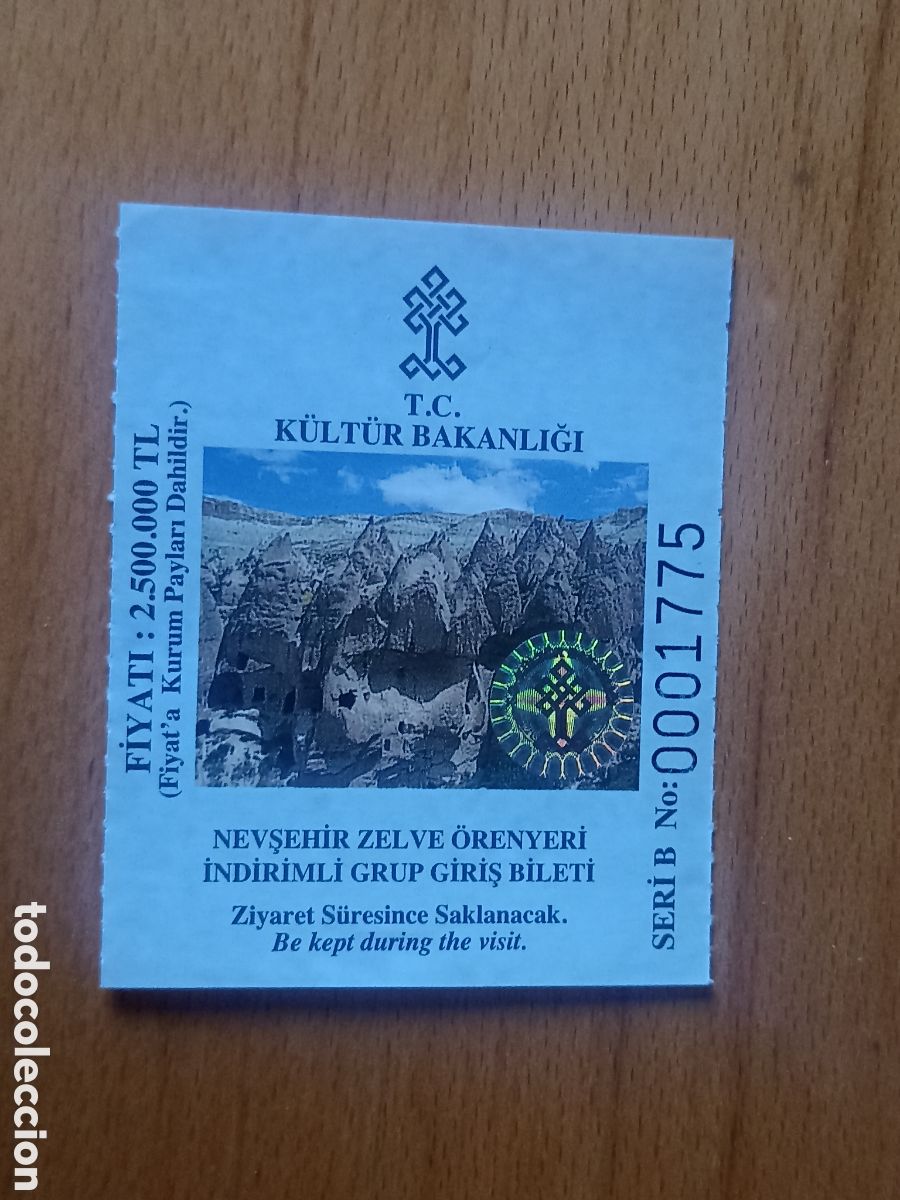 T.C.
KÜLTÜR BAKANLIĞI
FİYATI : 2.500.000 TL
(Fiyat'a Kurum Payları Dahildir.)
SERİ B No: 0001775
NEVŞEHİR ZELVE ÖRENYERİ
İNDİRİMLİ GRUP GİRİŞ BİLETİ
Ziyaret Süresince Saklanacak.
Be kept during the visit.
todocoleccion